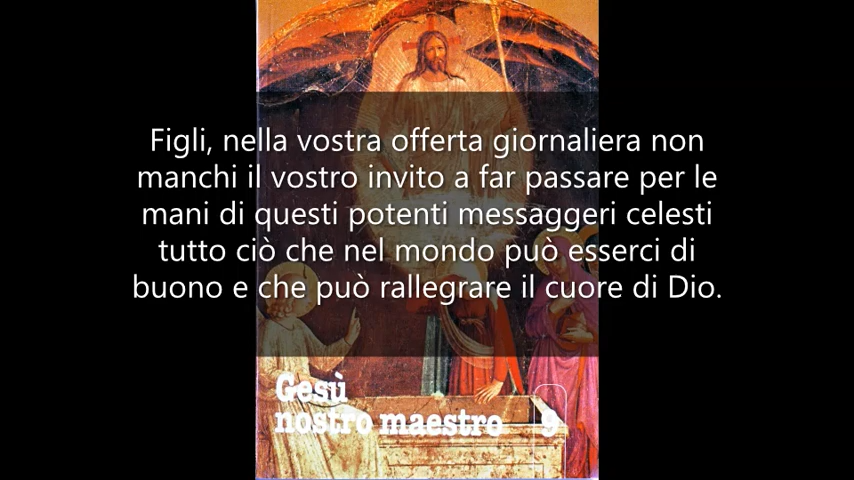 Figli, nella vostra offerta giornaliera non
manchi il vostro invito a far passare per le
mani di questi potenti messaggeri celesti
tutto ciò che nel mondo può esserci di
buono e che può rallegrare il cuore di Dio.
Gesù
nostro maestro 9